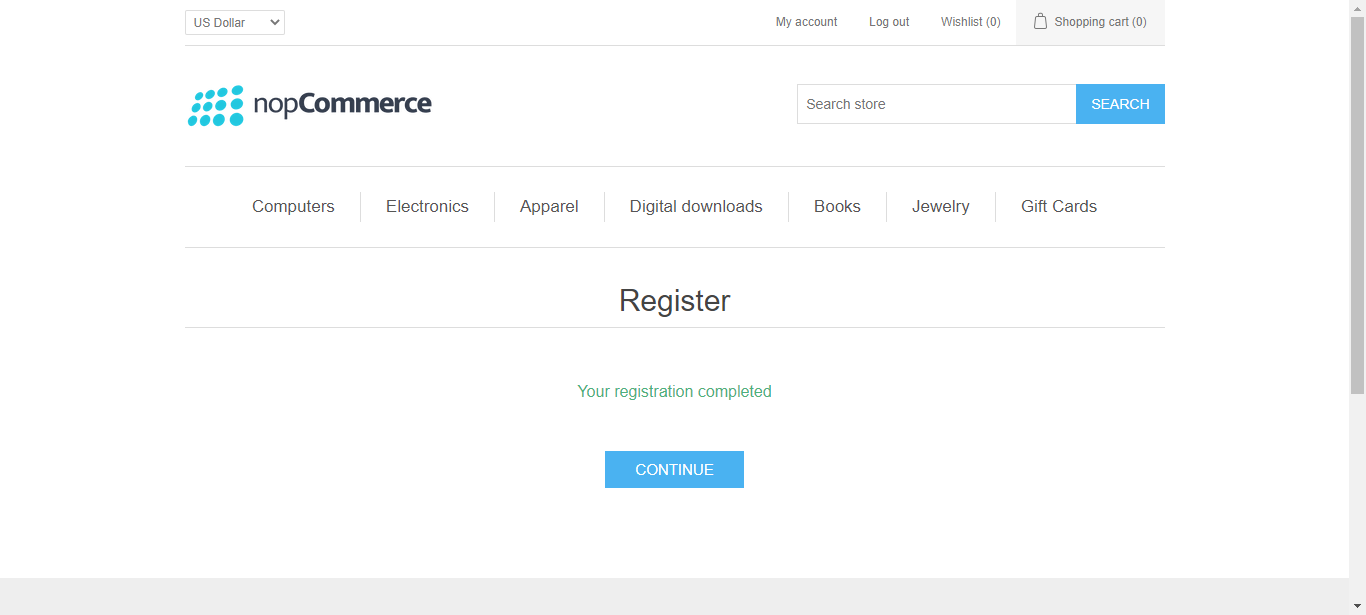 US Dollar My account Log out Wishlist (0) Shopping cart (0)
nopCommerce Search store SEARCH
Computers Electronics Apparel Digital downloads Books Jewelry Gift Cards
Register
Your registration completed
CONTINUE